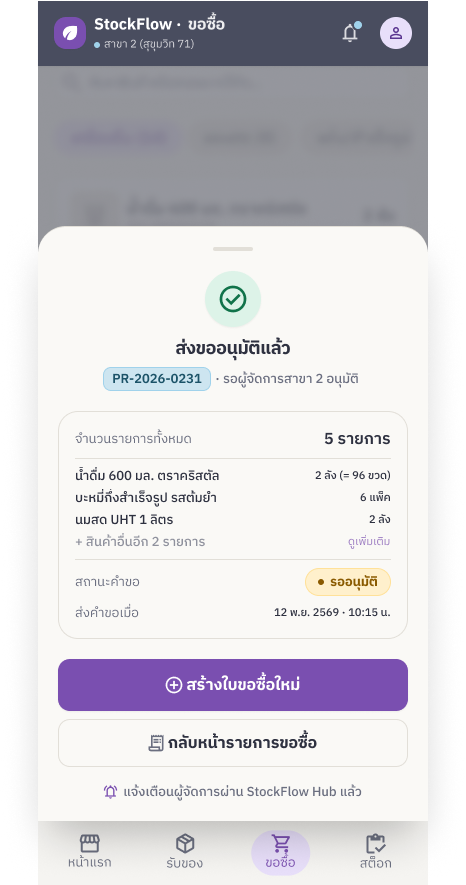 StockFlow · ขอซื้อ
สาขา 2 (สุขุมวิท 71)
ส่งขออนุมัติแล้ว
PR-2026-0231 · รอผู้จัดการสาขา 2 อนุมัติ
จำนวนรายการทั้งหมด 5 รายการ
น้ำดื่ม 600 มล. ตราคริสตัล 2 ลัง (= 96 ขวด)
บะหมี่กึ่งสำเร็จรูป รสต้มยำ 6 แพ็ค
นมสด UHT 1 ลิตร 2 ลัง
+ สินค้าอื่นอีก 2 รายการ ดูเพิ่มเติม
สถานะคำขอ รออนุมัติ
ส่งคำขอเมื่อ 12 พ.ย. 2569 · 10:15 น.
สร้างใบขอซื้อใหม่
กลับหน้ารายการขอซื้อ
แจ้งเตือนผู้จัดการผ่าน StockFlow Hub แล้ว
หน้าแรก รับของ ขอซื้อ สต็อก